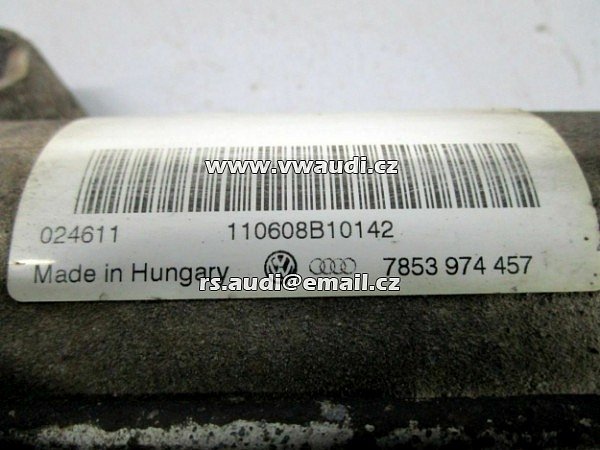 www.vwaudi.cz
024611 110608B10142
Made in Hungary 7853 974 457
rs.audi@email.cz